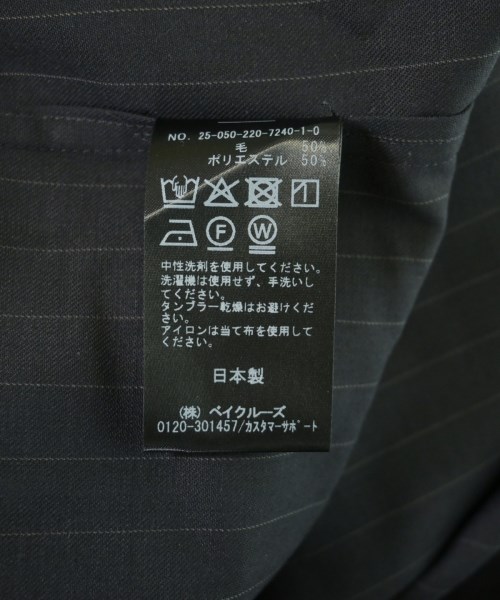 NO. 25-050-220-7240-1-0
毛 50%
ポリエステル 50%
F W
中性洗剤を使用してください。
洗濯機は使用せず、手洗いし
てください。
タンブラー乾燥はお避けくだ
さい。
アイロンは当て布を使用して
ください。
日本製
(株) ベイクルーズ
0120-301457/カスタマーサポート